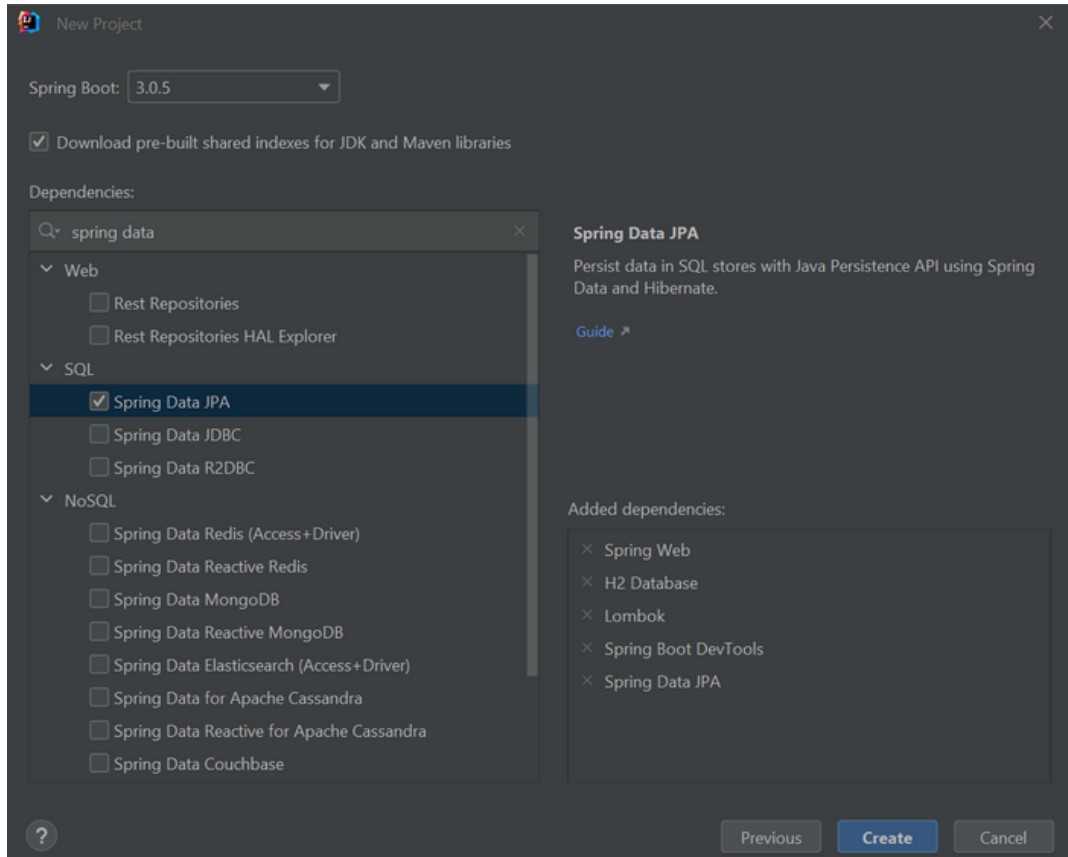 New Project
Spring Boot: 3.0.5
Download pre-built shared indexes for JDK and Maven libraries
Dependencies:
spring data
Web
Rest Repositories
Rest Repositories HAL Explorer
SQL
Spring Data JPA
Spring Data JDBC
Spring Data R2DBC
NoSQL
Spring Data Redis (Access+Driver)
Spring Data Reactive Redis
Spring Data MongoDB
Spring Data Reactive MongoDB
Spring Data Elasticsearch (Access+Driver)
Spring Data for Apache Cassandra
Spring Data Reactive for Apache Cassandra
Spring Data Couchbase
Spring Data JPA
Persist data in SQL stores with Java Persistence API using Spring
Data and Hibernate.
Guide
Added dependencies:
Spring Web
H2 Database
Lombok
Spring Boot DevTools
Spring Data JPA
?
Previous
Create
Cancel